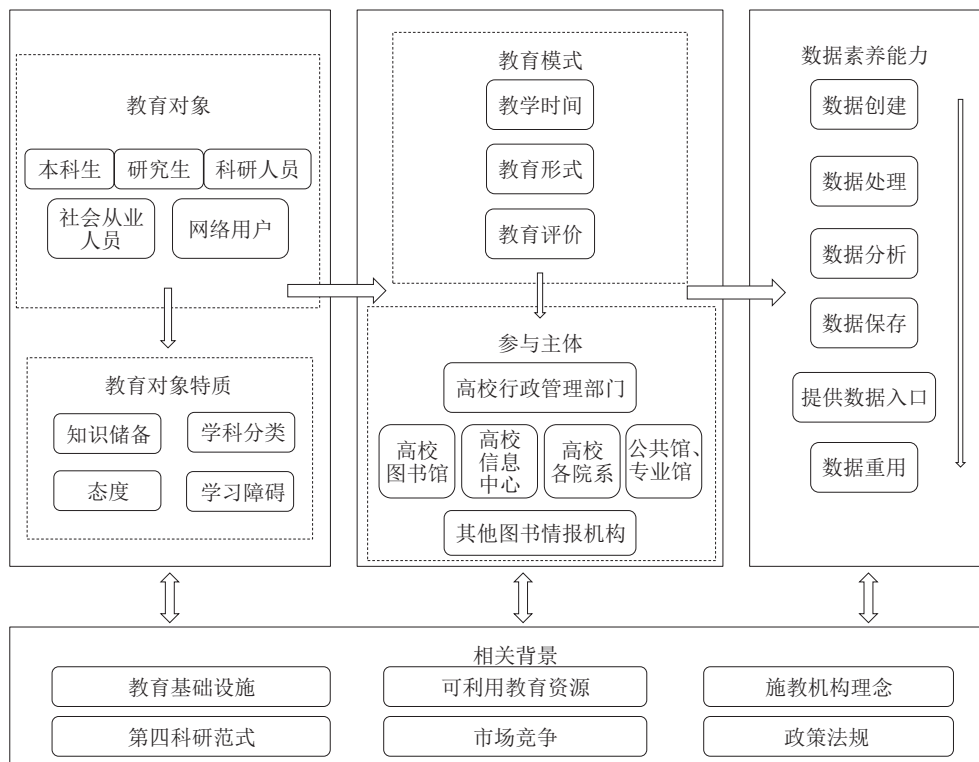 教育对象
本科生
研究生
科研人员
社会从业
人员
网络用户
教育对象特质
知识储备
学科分类
态度
学习障碍
教育模式
教学时间
教育形式
教育评价
参与主体
高校行政管理部门
高校
图书馆
高校
信息
中心
高校
各院系
公共馆、
专业馆
其他图书情报机构
数据素养能力
数据创建
数据处理
数据分析
数据保存
提供数据入口
数据重用
相关背景
教育基础设施
可利用教育资源
施教机构理念
第四科研范式
市场竞争
政策法规